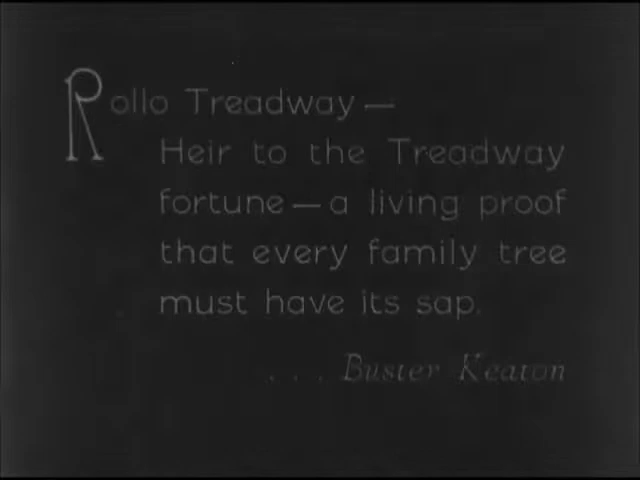 Rollo Treadway—
Heir to the Treadway
fortune—a living proof
that every family tree
must have its sap.
... Buster Keaton